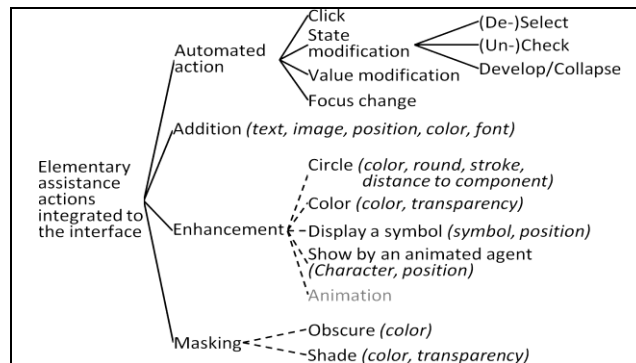 Elementary
assistance
actions
integrated to
the interface
Automated
action
Click
State
modification
(De-)Select
(Un-)Check
Develop/Collapse
Value modification
Focus change
Addition (text, image, position, color, font)
Enhancement
Circle (color, round, stroke,
distance to component)
Color (color, transparency)
Display a symbol (symbol, position)
Show by an animated agent
(Character, position)
Animation
Masking
Obscure (color)
Shade (color, transparency)